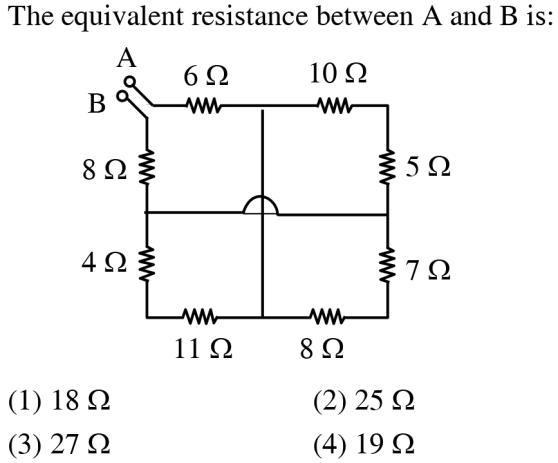 The equivalent resistance between A and B is:
A
6 Ω
10 Ω
B
8 Ω
5 Ω
4 Ω
7 Ω
11 Ω
8 Ω
(1) 18 Ω
(2) 25 Ω
(3) 27 Ω
(4) 19 Ω